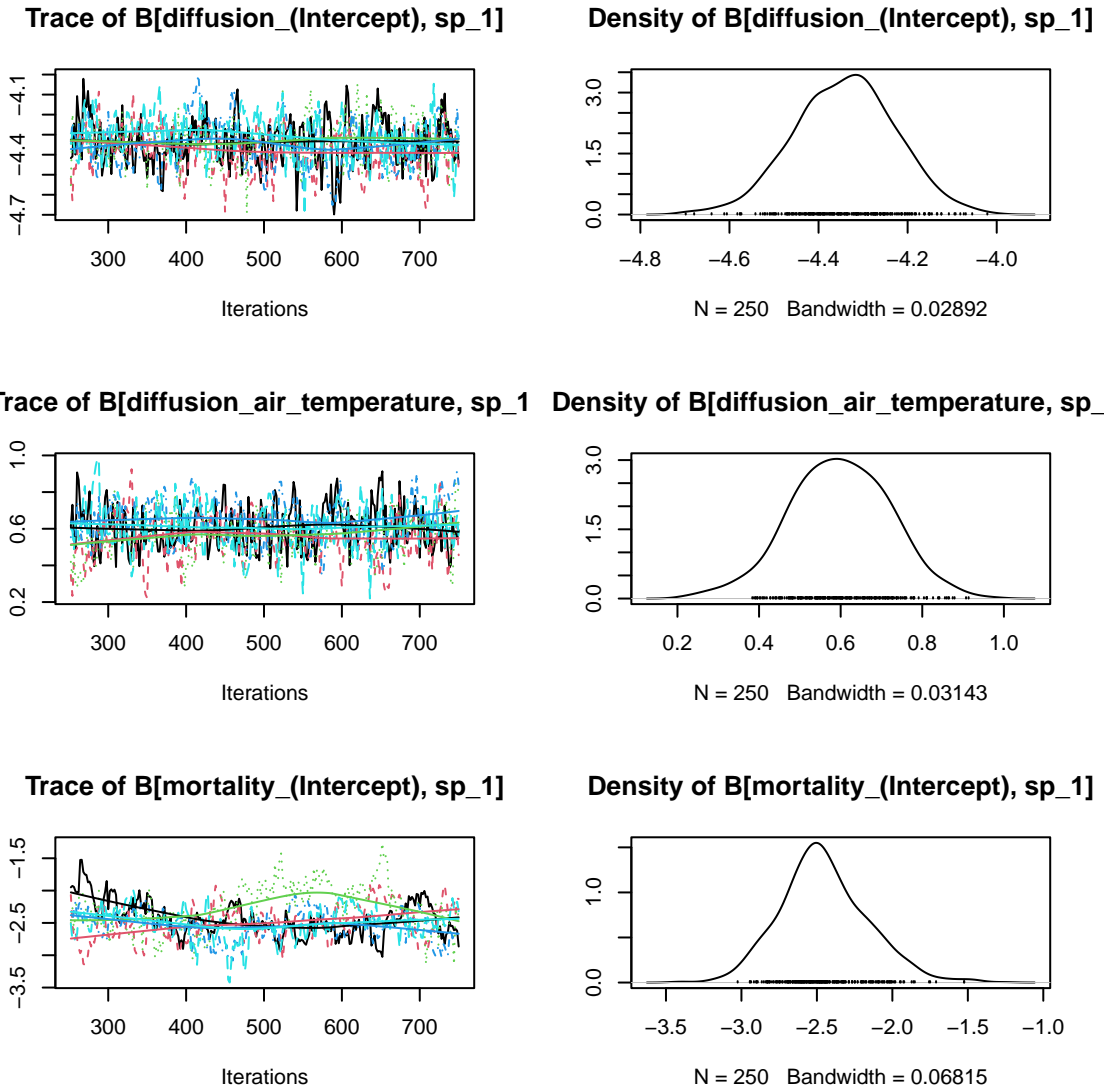 Trace of B[diffusion_(Intercept), sp_1]
−4.7 −4.4 −4.1
300 400 500 600 700
Iterations
Density of B[diffusion_(Intercept), sp_1]
0.0 1.5 3.0
−4.8 −4.6 −4.4 −4.2 −4.0
N = 250 Bandwidth = 0.02892
Trace of B[diffusion_air_temperature, sp_1
0.2 0.6 1.0
300 400 500 600 700
Iterations
Density of B[diffusion_air_temperature, sp_
0.0 1.5 3.0
0.2 0.4 0.6 0.8 1.0
N = 250 Bandwidth = 0.03143
Trace of B[mortality_(Intercept), sp_1]
−3.5 −2.5 −1.5
300 400 500 600 700
Iterations
Density of B[mortality_(Intercept), sp_1]
0.0 1.0
−3.5 −3.0 −2.5 −2.0 −1.5 −1.0
N = 250 Bandwidth = 0.06815